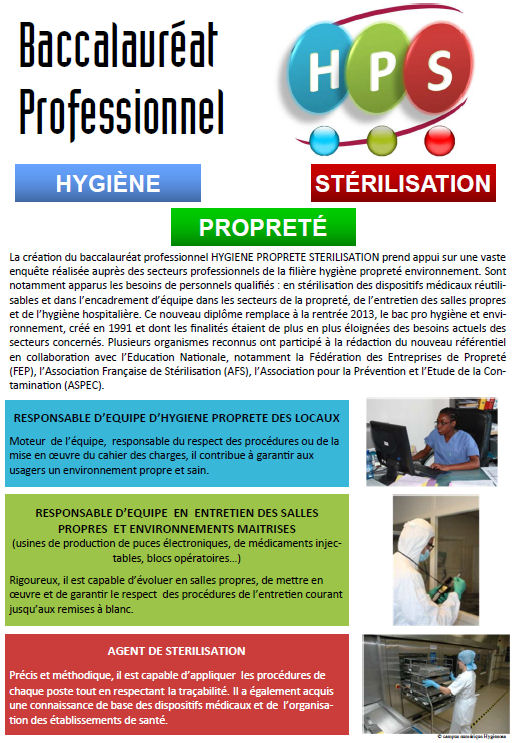 Baccalauréat
Professionnel
HPS
HYGIÈNE
STÉRILISATION
PROPRETÉ
La création du baccalauréat professionnel HYGIENE PROPRETE STERILISATION prend appui sur une vaste
enquête réalisée auprès des secteurs professionnels de la filière hygiène propreté environnement. Sont
notamment apparus les besoins de personnels qualifiés : en stérilisation des dispositifs médicaux réutili-
sables et dans l'encadrement d'équipe dans les secteurs de la propreté, de l'entretien des salles propres
et de l'hygiène hospitalière. Ce nouveau diplôme remplace à la rentrée 2013, le bac pro hygiène et envi-
ronnement, créé en 1991 et dont les finalités étaient de plus en plus éloignées des besoins actuels des
secteurs concernés. Plusieurs organismes reconnus ont participé à la rédaction du nouveau référentiel
en collaboration avec l'Education Nationale, notamment la Fédération des Entreprises de Propreté
(FEP), l'Association Française de Stérilisation (AFS), l'Association pour la Prévention et l'Etude de la Con-
tamination (ASPEC).
RESPONSABLE D'EQUIPE D'HYGIENE PROPRETE DES LOCAUX
Moteur de l'équipe, responsable du respect des procédures ou de la
mise en œuvre du cahier des charges, il contribue à garantir aux
usagers un environnement propre et sain.
RESPONSABLE D'EQUIPE EN ENTRETIEN DES SALLES
PROPRES ET ENVIRONNEMENTS MAITRISES
(usines de production de puces électroniques, de médicaments injec-
tables, blocs opératoires...)
Rigoureux, il est capable d'évoluer en salles propres, de mettre en
œuvre et de garantir le respect des procédures de l'entretien courant
jusqu'aux remises à blanc.
AGENT DE STERILISATION
Précis et méthodique, il est capable d'appliquer les procédures de
chaque poste tout en respectant la traçabilité. Il a également acquis
une connaissance de base des dispositifs médicaux et de l'organisa-
tion des établissements de santé.
© campus numérique Hygiénes